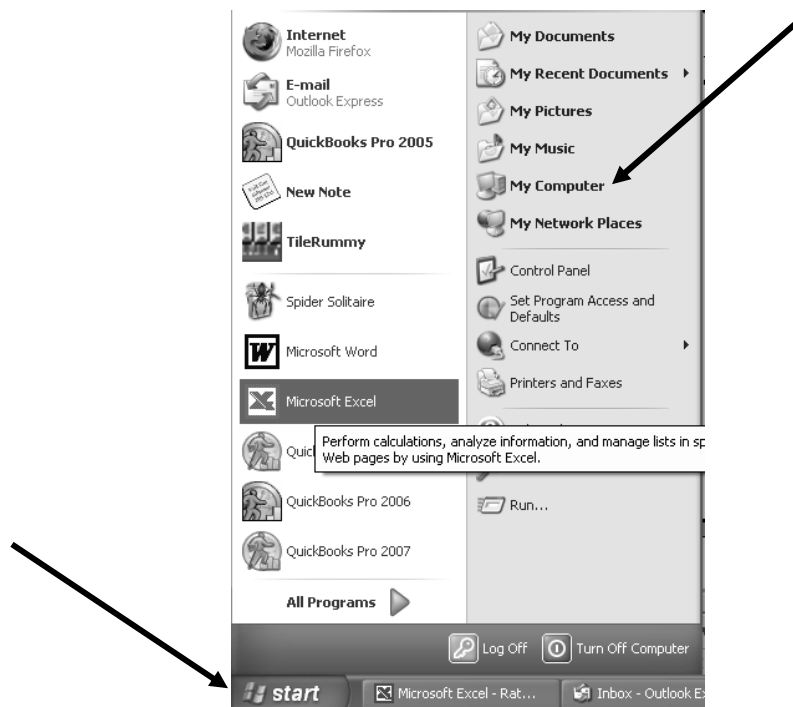 Internet
Mozilla Firefox
E-mail
Outlook Express
QuickBooks Pro 2005
New Note
TileRummy
Spider Solitaire
Microsoft Word
Microsoft Excel
Quic
QuickBooks Pro 2006
QuickBooks Pro 2007
All Programs
My Documents
My Recent Documents
My Pictures
My Music
My Computer
My Network Places
Control Panel
Set Program Access and
Defaults
Connect To
Printers and Faxes
Perform calculations, analyze information, and manage lists in sp
Web pages by using Microsoft Excel.
Run...
Log Off
Turn Off Computer
start
Microsoft Excel - Rat...
Inbox - Outlook E